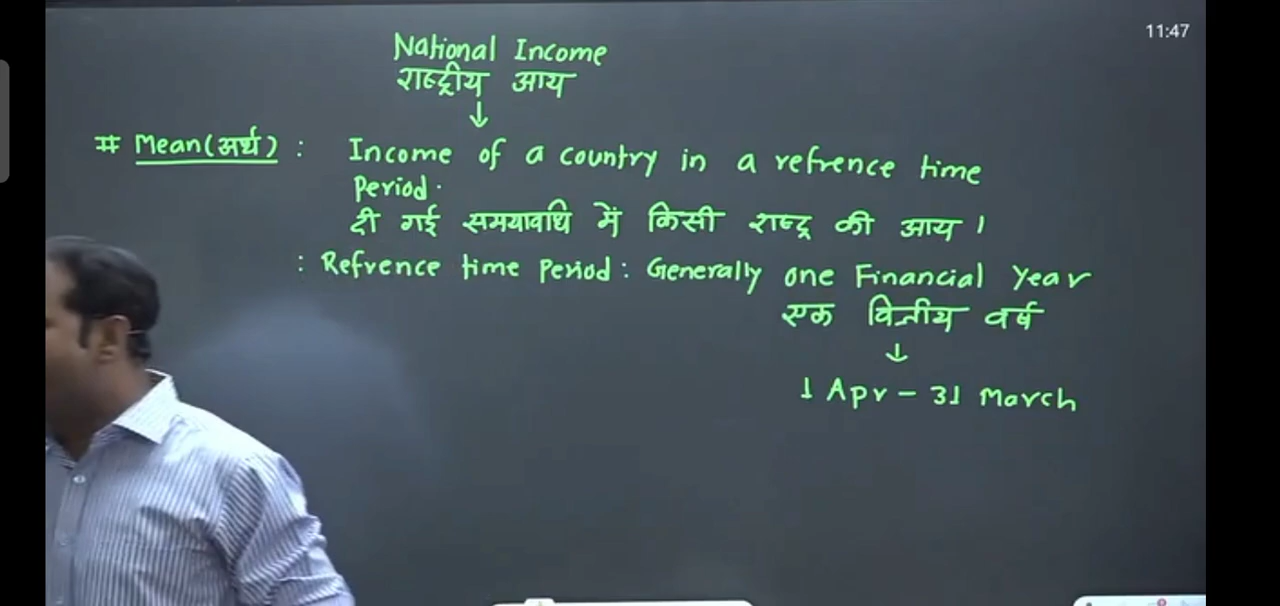 11:47
National Income
राष्ट्रीय आय
↓
# Mean(अर्थ) : Income of a country in a refrence time
Period.
दी गई समयावधि में किसी राष्ट्र की आय ।
: Refrence time Period : Generally one Financial Year
एक वित्तीय वर्ष
↓
1 Apr - 31 March